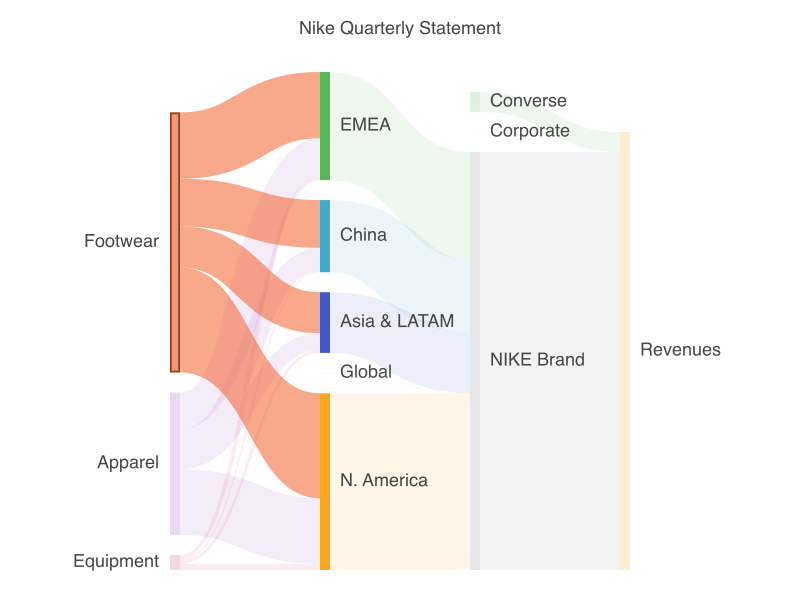 Nike Quarterly Statement
Converse
EMEA
Corporate
China
Footwear
Asia & LATAM
Revenues
NIKE Brand
Global
Apparel
N. America
Equipment